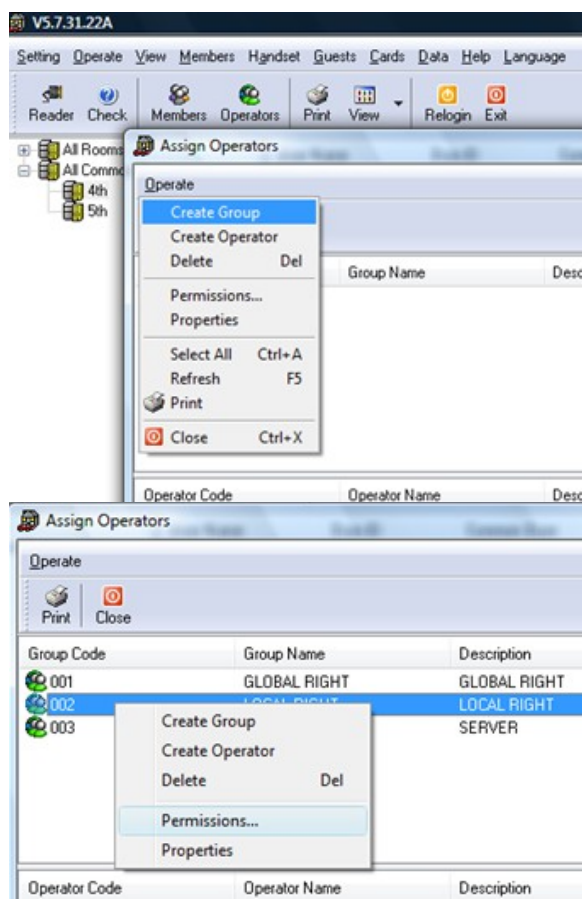 V5.7.31.22A
Setting Operate View Members Handset Guests Cards Data Help Language
Reader Check Members Operators Print View Relogin Exit
All Rooms
Assign Operators
All Commo
Operate
4th
5th
Create Group
Create Operator
Delete Del
Group Name Desc
Permissions...
Properties
Select All Ctrl+A
Refresh F5
Print
Close Ctrl+X
Operator Code Operator Name Desc
Assign Operators
Operate
Print Close
Group Code Group Name Description
001 GLOBAL RIGHT GLOBAL RIGHT
002 LOCAL RIGHT LOCAL RIGHT
003 SERVER
Create Group
Create Operator
Delete Del
Permissions...
Properties
Operator Code Operator Name Description